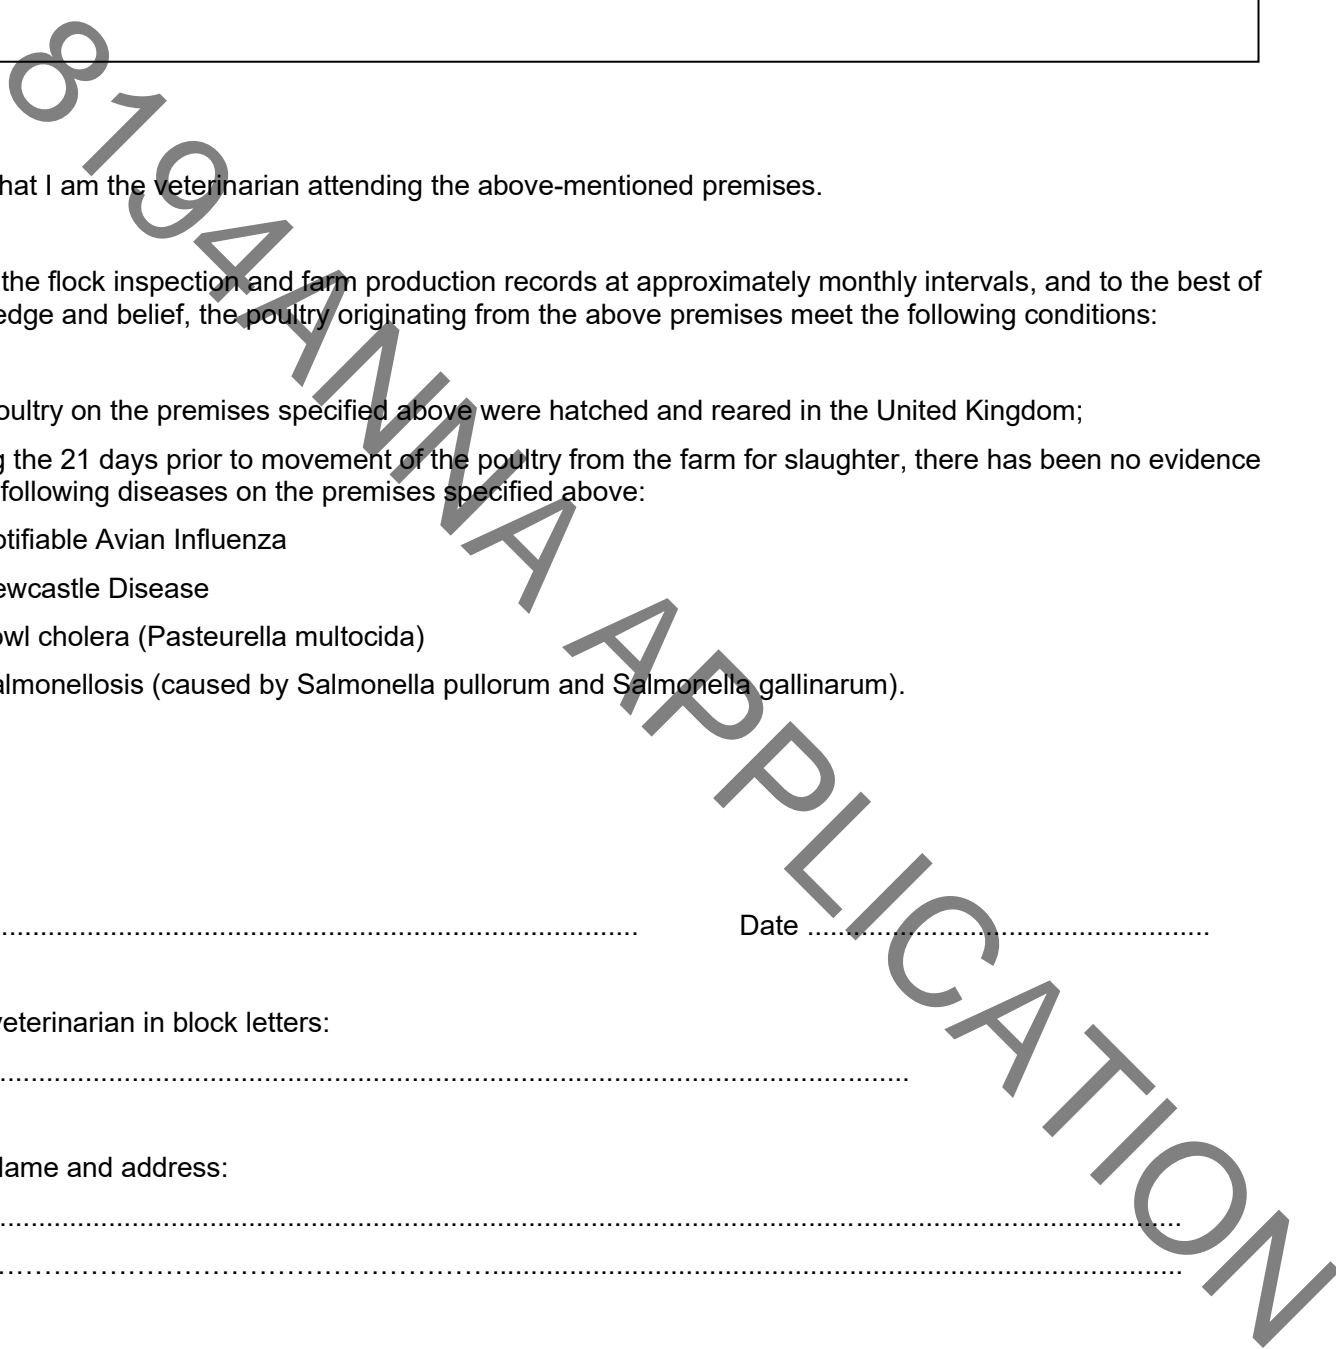 hat I am the veterinarian attending the above-mentioned premises.
the flock inspection and farm production records at approximately monthly intervals, and to the best of
edge and belief, the poultry originating from the above premises meet the following conditions:
oultry on the premises specified above were hatched and reared in the United Kingdom;
g the 21 days prior to movement of the poultry from the farm for slaughter, there has been no evidence
following diseases on the premises specified above:
otifiable Avian Influenza
ewcastle Disease
owl cholera (Pasteurella multocida)
almonellosis (caused by Salmonella pullorum and Salmonella gallinarum).
Date
veterinarian in block letters:
ame and address:
8194ANNA APPLICATION